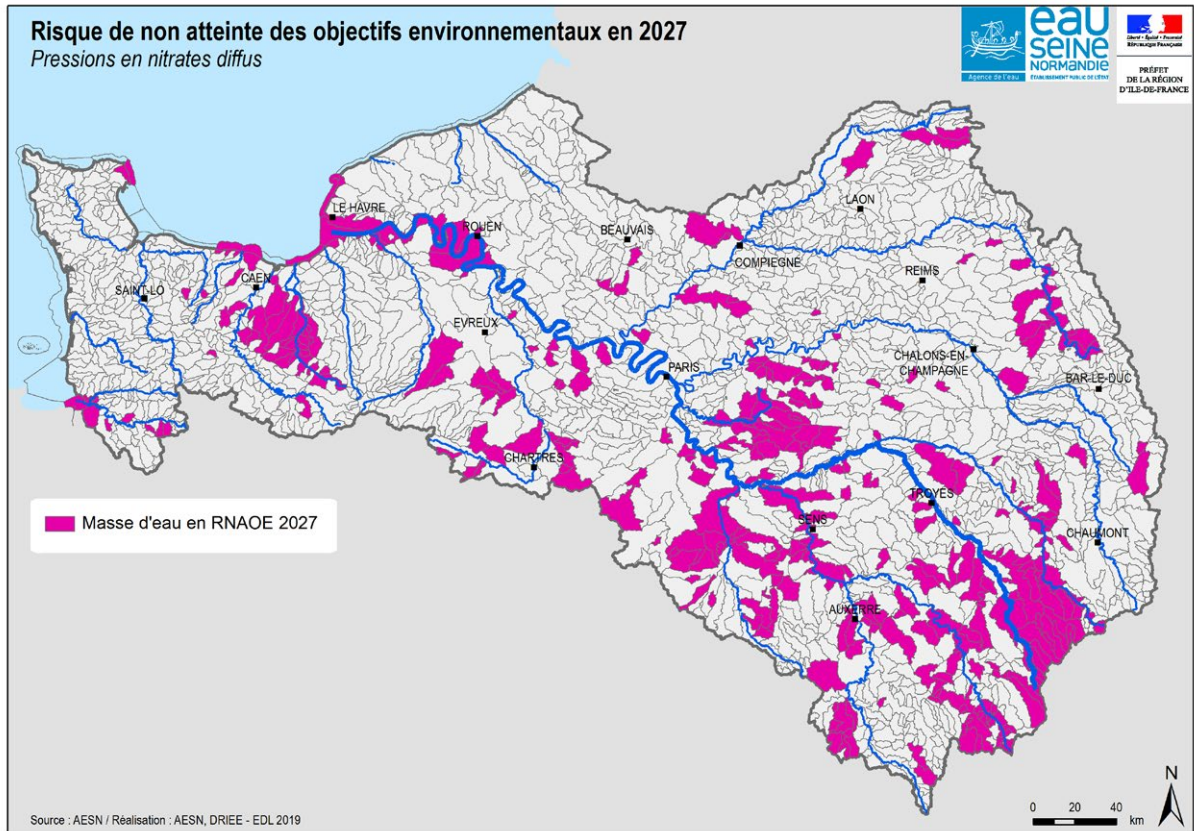 Risque de non atteinte des objectifs environnementaux en 2027
Pressions en nitrates diffus
eau
SEINE
NORMANDIE
Agence de l'eau
ÉTABLISSEMENT PUBLIC DE L'ÉTAT
Liberté • Égalité • Fraternité
RÉPUBLIQUE FRANÇAISE
PRÉFET
DE LA RÉGION
D'ILE-DE-FRANCE
LAON
LE HAVRE
ROUEN
BEAUVAIS
COMPIEGNE
REIMS
CAEN
SAINT-LO
EVREUX
PARIS
CHALONS-EN-
CHAMPAGNE
BAR-LE-DUC
CHARTRES
TROYES
SENS
CHAUMONT
AUXERRE
Masse d'eau en RNAOE 2027
Source : AESN / Réalisation : AESN, DRIEE - EDL 2019
N
0 20 40
km